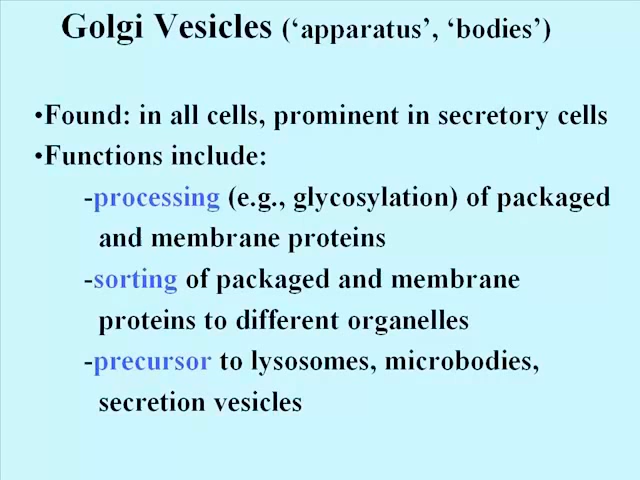 Golgi Vesicles (‘apparatus’, ‘bodies’)
•Found: in all cells, prominent in secretory cells
•Functions include:
-processing (e.g., glycosylation) of packaged
and membrane proteins
-sorting of packaged and membrane
proteins to different organelles
-precursor to lysosomes, microbodies,
secretion vesicles